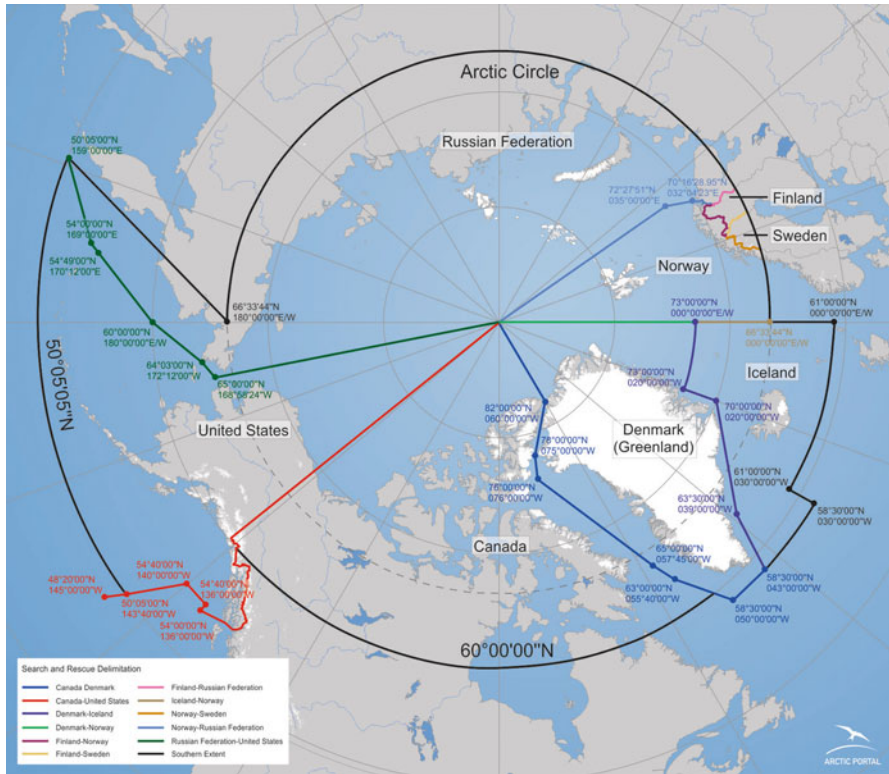 Arctic Circle
Russian Federation
50°05'00"N
159°00'00"E
72°27'51"N
035°00'00"E
70°16'28.95"N
032°04'23"E
Finland
Sweden
54°00'00"N
169°00'00"E
54°49'00"N
170°12'00"E
Norway
66°33'44"N
180°00'00"E/W
73°00'00"N
000°00'00"E/W
66°33'44"N
000°00'00"E/W
61°00'00"N
000°00'00"E/W
60°00'00"N
180°00'00"E/W
64°03'00"N
172°12'00"W
65°00'00"N
168°58'24"W
50°05'05"N
73°00'00"N
020°00'00"W
Iceland
70°00'00"N
020°00'00"W
82°00'00"N
060°00'00"W
United States
Denmark
(Greenland)
78°00'00"N
075°00'00"W
76°00'00"N
076°00'00"W
61°00'00"N
030°00'00"W
63°30'00"N
039°00'00"W
58°30'00"N
030°00'00"W
Canada
65°00'00"N
057°45'00"W
54°40'00"N
140°00'00"W
54°40'00"N
136°00'00"W
48°20'00"N
145°00'00"W
50°05'00"N
143°40'00"W
54°00'00"N
136°00'00"W
63°00'00"N
055°40'00"W
58°30'00"N
043°00'00"W
58°30'00"N
050°00'00"W
60°00'00"N
Search and Rescue Delimitation
Canada Denmark
Canada-United States
Denmark-Iceland
Denmark-Norway
Finland-Norway
Finland-Sweden
Finland-Russian Federation
Iceland-Norway
Norway-Sweden
Norway-Russian Federation
Russian Federation-United States
Southern Extent
ARCTIC PORTAL